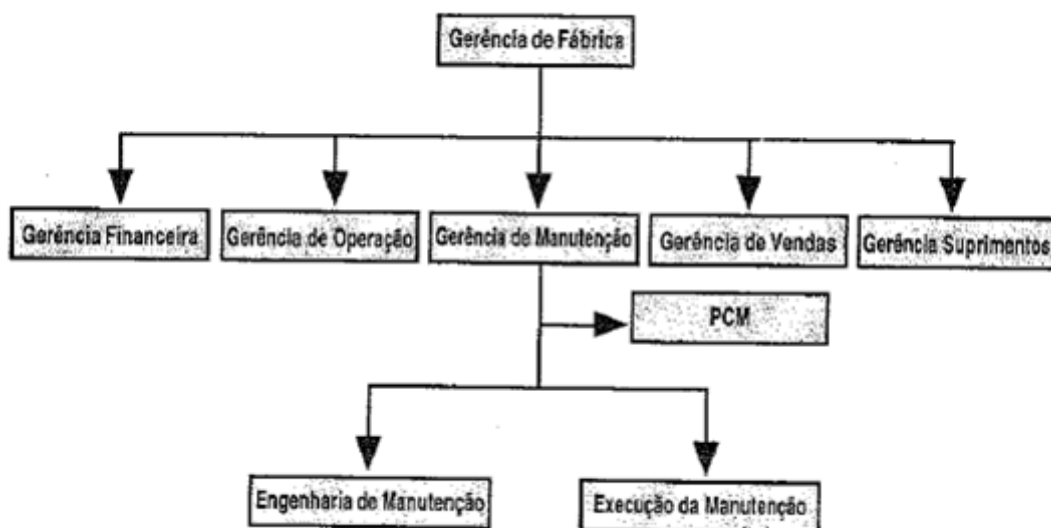 Gerência de Fábrica
Gerência Financeira
Gerência de Operação
Gerência de Manutenção
Gerência de Vendas
Gerência Suprimentos
PCM
Engenharia de Manutenção
Execução da Manutenção